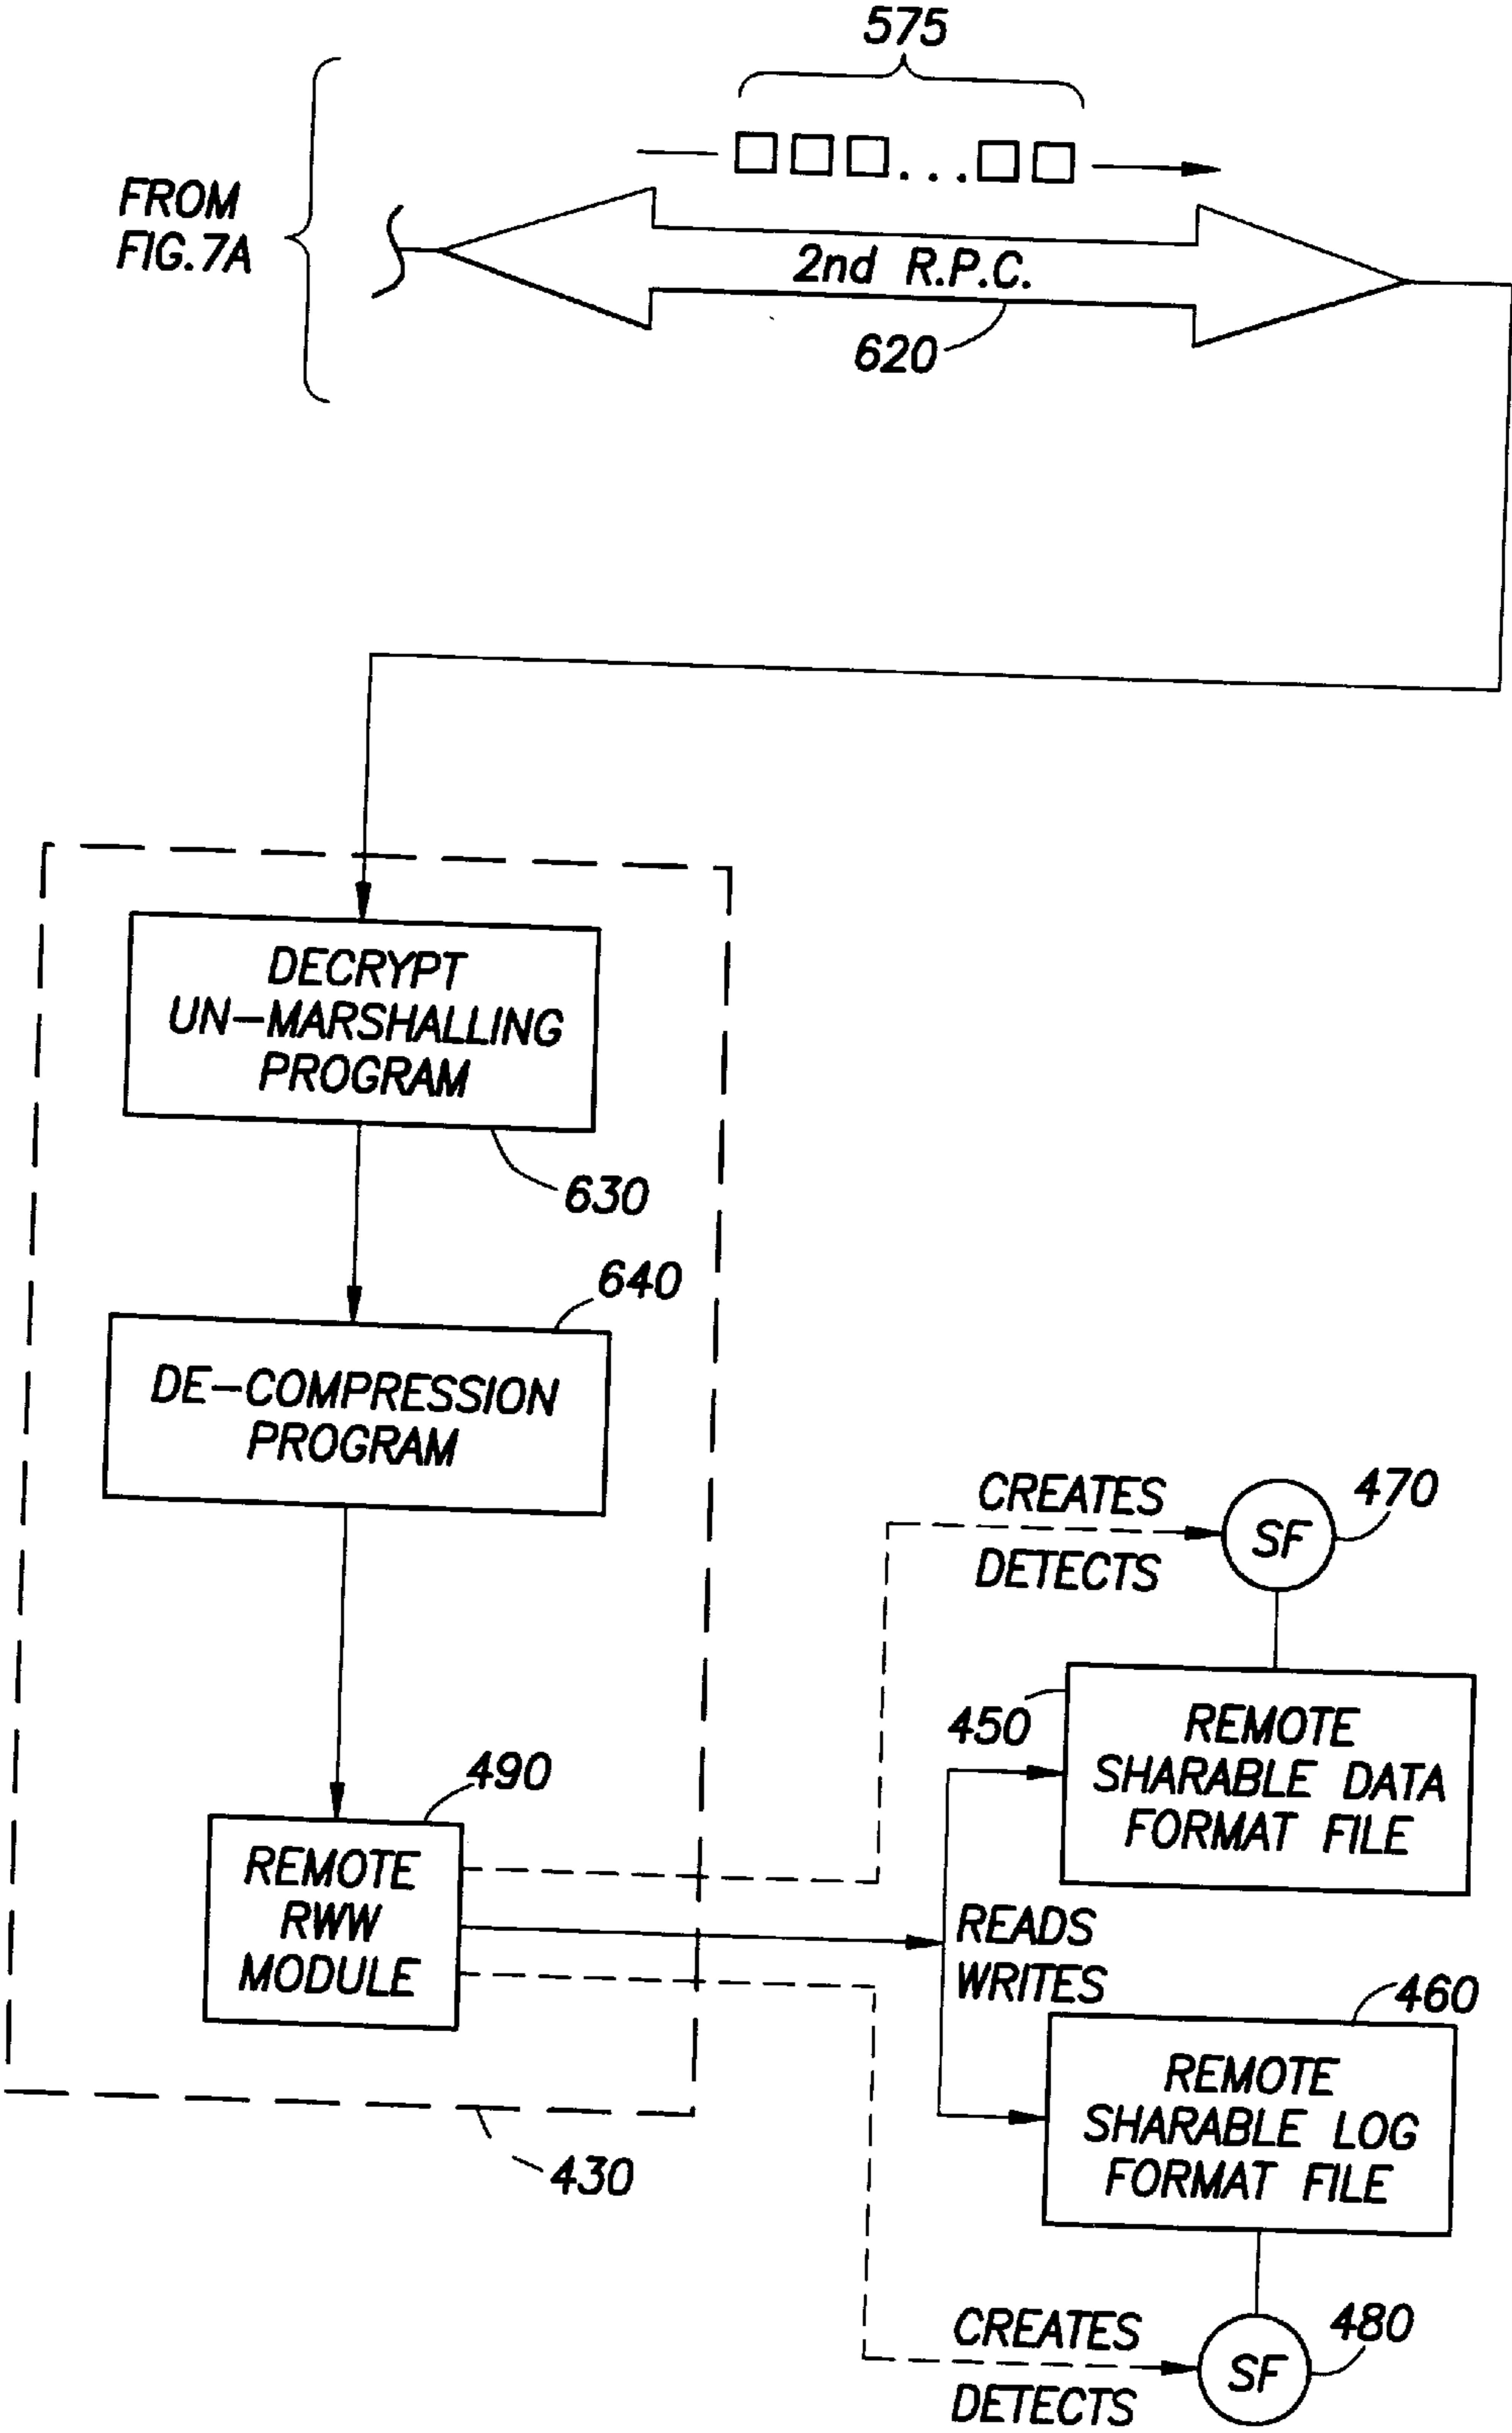 575
FROM
FIG.7A
2nd R.P.C.
620
DECRYPT
UN-MARSHALLING
PROGRAM
630
640
DE-COMPRESSION
PROGRAM
CREATES
DETECTS
SF
470
450
REMOTE
SHARABLE DATA
FORMAT FILE
490
REMOTE
RWW
MODULE
READS
WRITES
460
REMOTE
SHARABLE LOG
FORMAT FILE
430
CREATES
DETECTS
SF
480